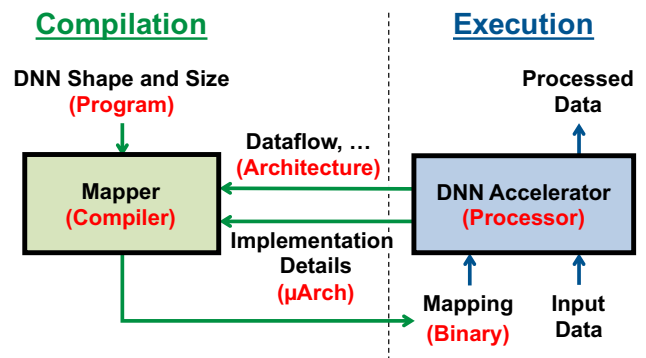 Compilation
Execution
DNN Shape and Size
(Program)
Processed
Data
Dataflow, …
(Architecture)
Mapper
(Compiler)
DNN Accelerator
(Processor)
Implementation
Details
(μArch)
Mapping
(Binary)
Input
Data